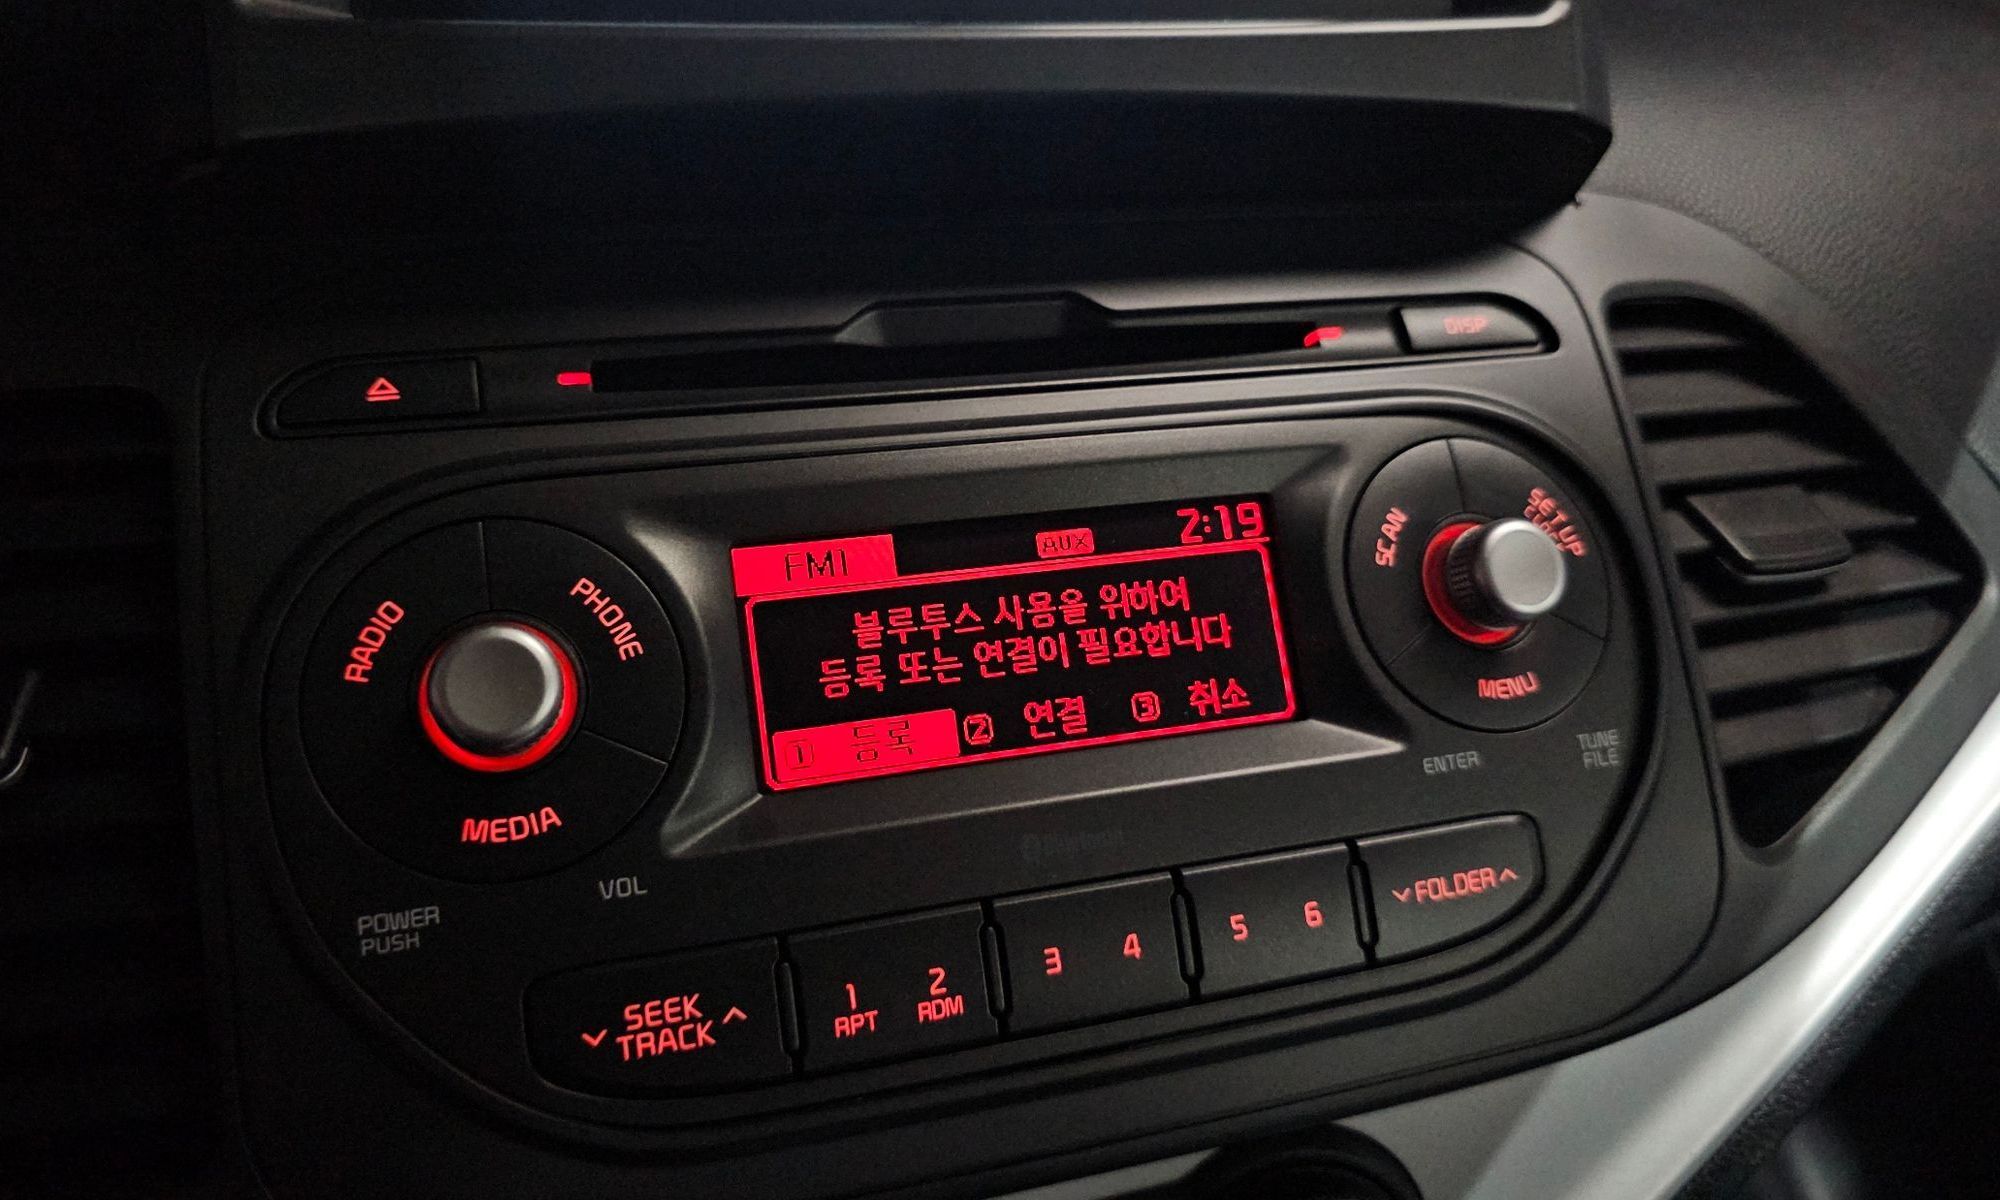 DISP
FM1 AUX 2:19
블루투스 사용을 위하여
등록 또는 연결이 필요합니다
1 등록 2 연결 3 취소
RADIO
PHONE
MEDIA
VOL
POWER
PUSH
SCAN
SETUP
MENU
ENTER
TUNE
FILE
SEEK
TRACK
1
RPT
2
RDM
3 4
5 6
FOLDER